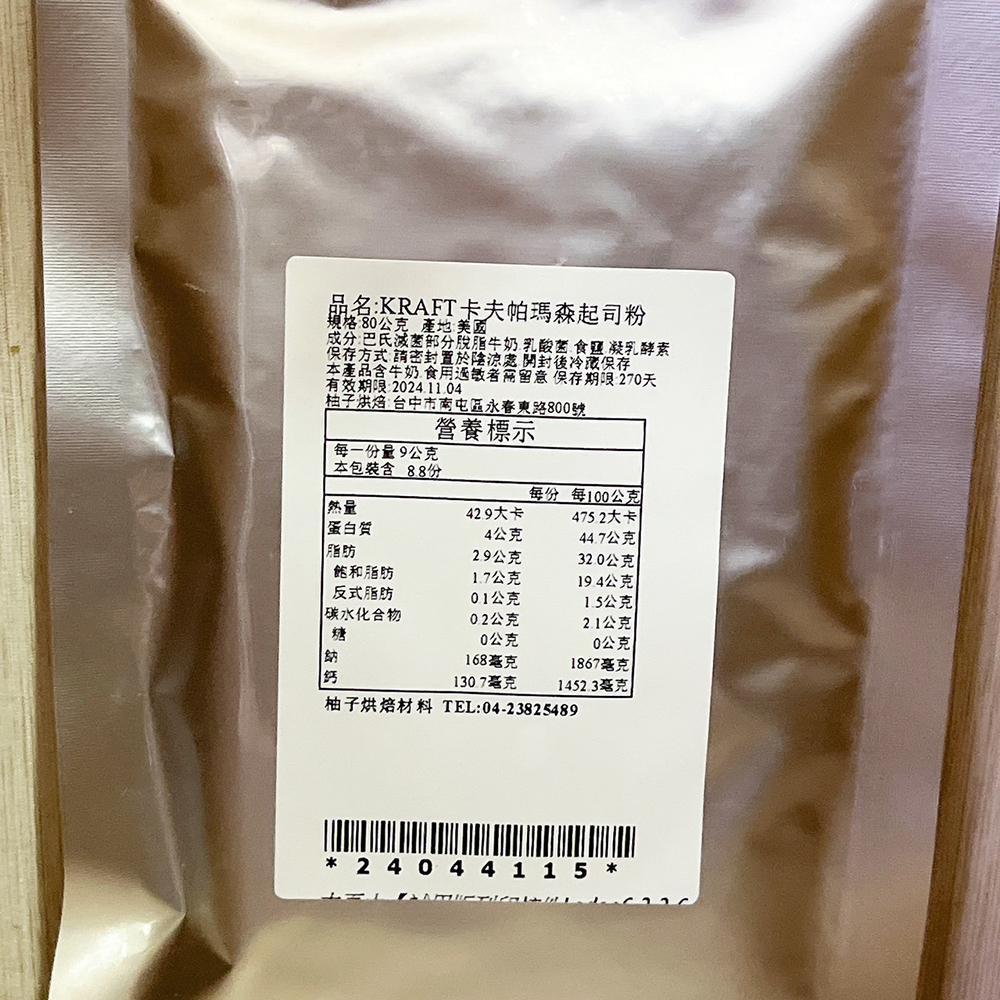 品名:KRAFT卡夫帕瑪森起司粉
規格:80公克 產地:美國
成分:巴氏滅菌部分脫脂牛奶.乳酸菌.食鹽.凝乳酵素
保存方式:請密封置於陰涼處.開封後冷藏保存
本產品含牛奶.食用過敏者需留意 保存期限:270天
有效期限:2024.11.04
柚子烘焙:台中市南屯區永春東路800號
營養標示
每一份量 9公克
本包裝含 8.8份
每份 每100公克
熱量 42.9大卡 475.2大卡
蛋白質 4公克 44.7公克
脂肪 2.9公克 32.0公克
飽和脂肪 1.7公克 19.4公克
反式脂肪 0.1公克 1.5公克
碳水化合物 0.2公克 2.1公克
糖 0公克 0公克
鈉 168毫克 1867毫克
鈣 130.7毫克 1452.3毫克
柚子烘焙材料 TEL:04-23825489
*24044115*